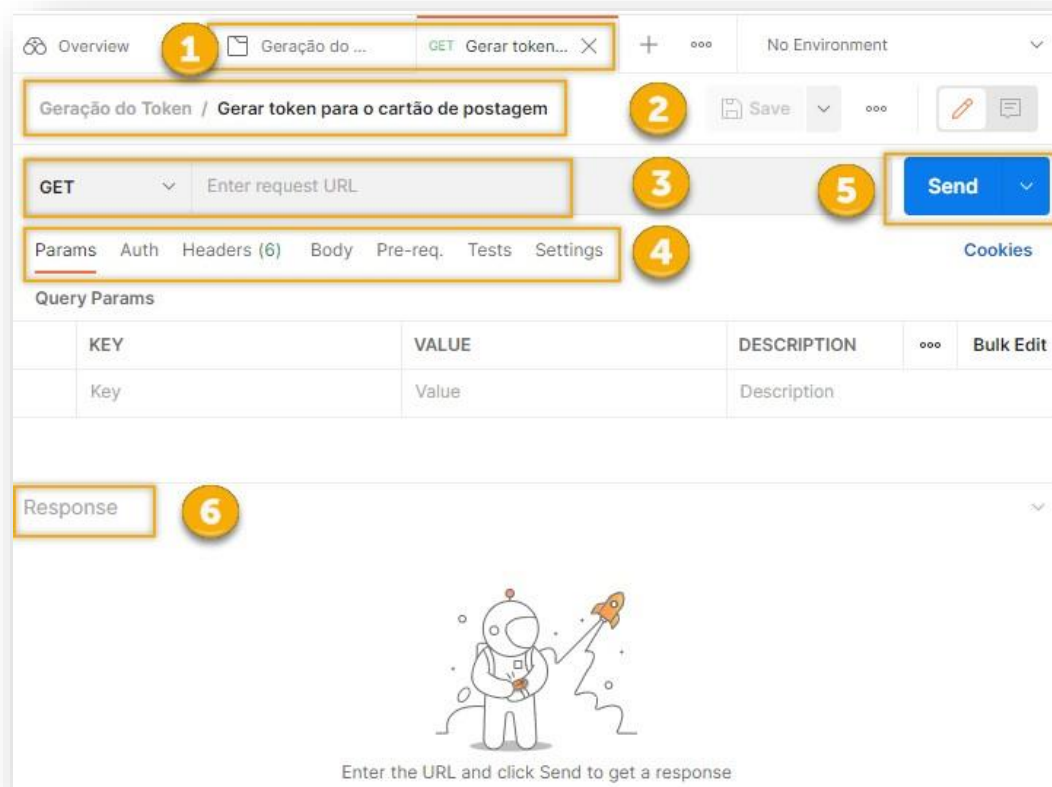 Overview 1 Geração do ... GET Gerar token... No Environment
Geração do Token / Gerar token para o cartão de postagem 2 Save
GET Enter request URL 3 5 Send
Params Auth Headers (6) Body Pre-req. Tests Settings 4 Cookies
Query Params
KEY VALUE DESCRIPTION Bulk Edit
Key Value Description
Response 6
Enter the URL and click Send to get a response